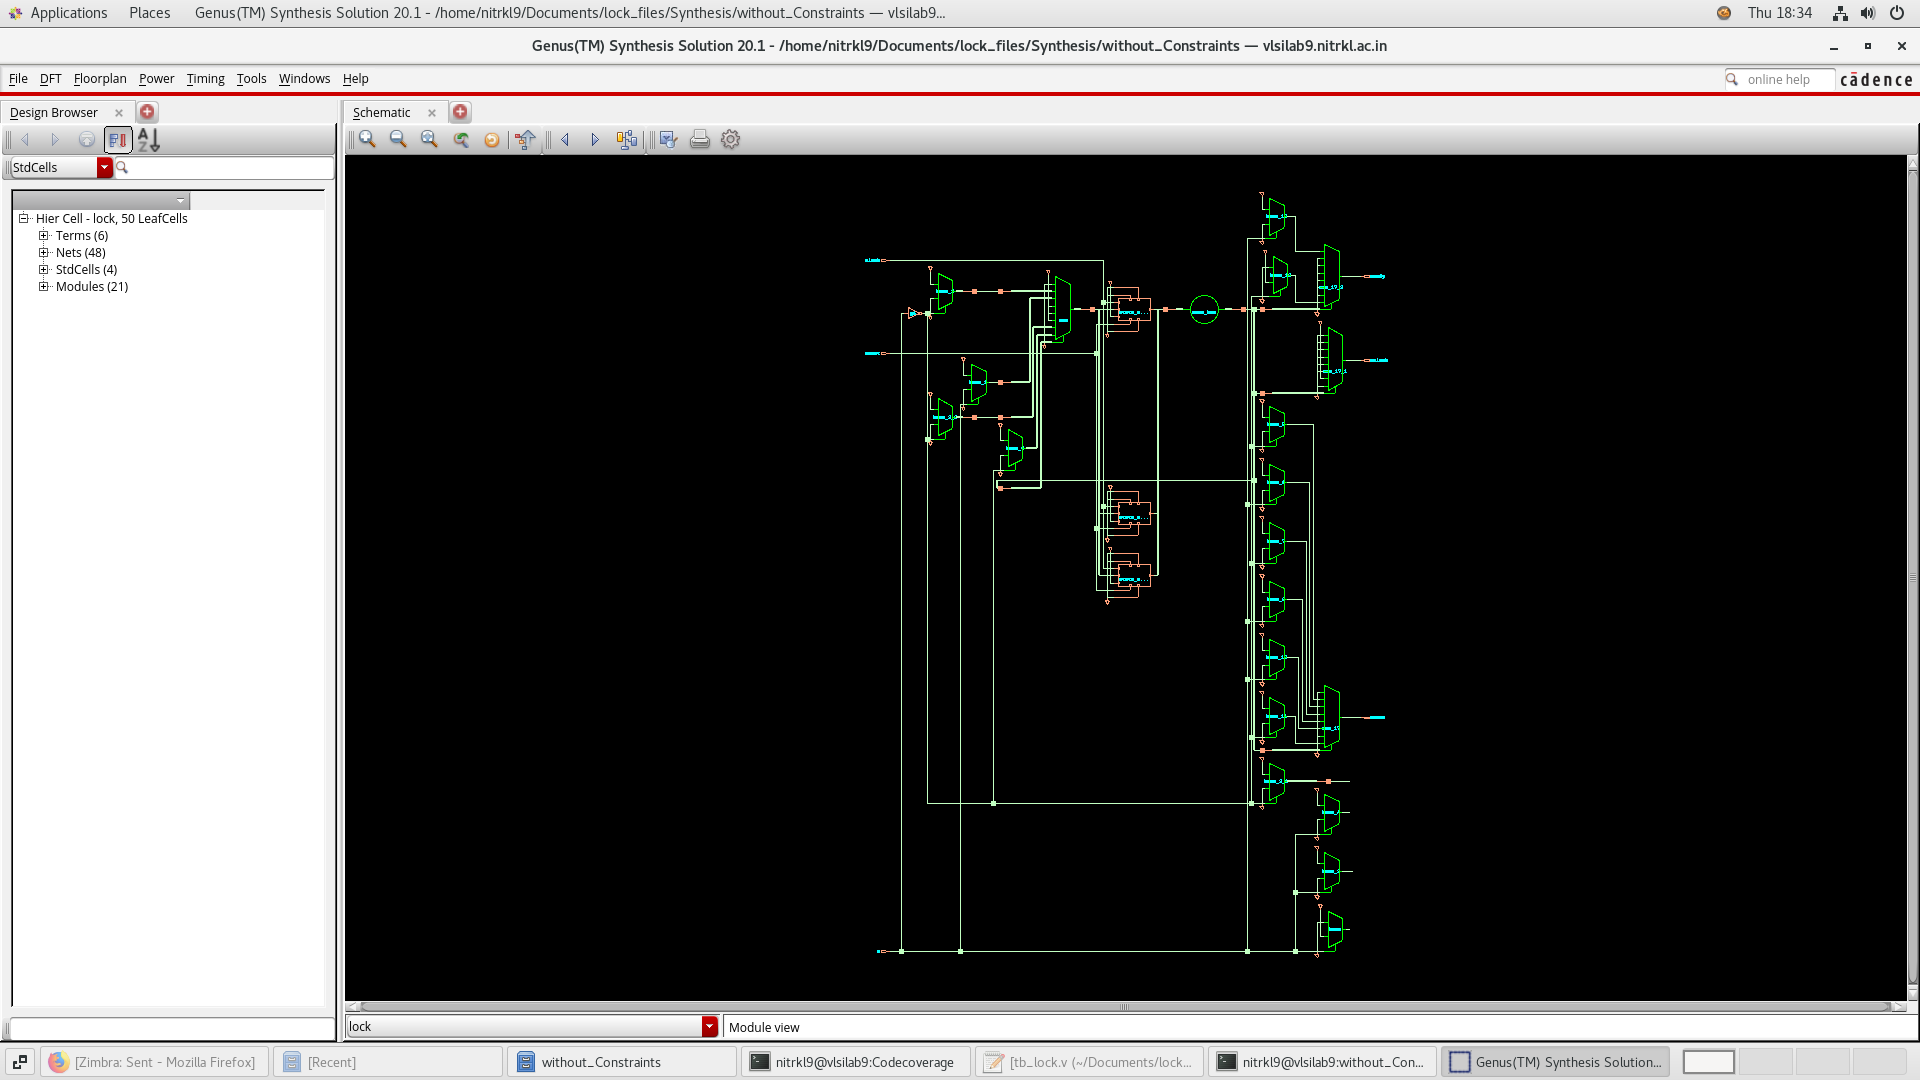 Applications Places Genus(TM) Synthesis Solution 20.1 - /home/nitrkl9/Documents/lock_files/Synthesis/without_Constraints — vlsilab9... Thu 18:34
Genus(TM) Synthesis Solution 20.1 - /home/nitrkl9/Documents/lock_files/Synthesis/without_Constraints — vlsilab9.nitrkl.ac.in
File DFT Floorplan Power Timing Tools Windows Help online help cādence
Design Browser Schematic
StdCells
Hier Cell - lock, 50 LeafCells
Terms (6)
Nets (48)
StdCells (4)
Modules (21)
lock Module view
[Zimbra: Sent - Mozilla Firefox] [Recent] without_Constraints nitrkl9@vlsilab9:Codecoverage [tb_lock.v (~/Documents/lock... nitrkl9@vlsilab9:without_Con... Genus(TM) Synthesis Solution...